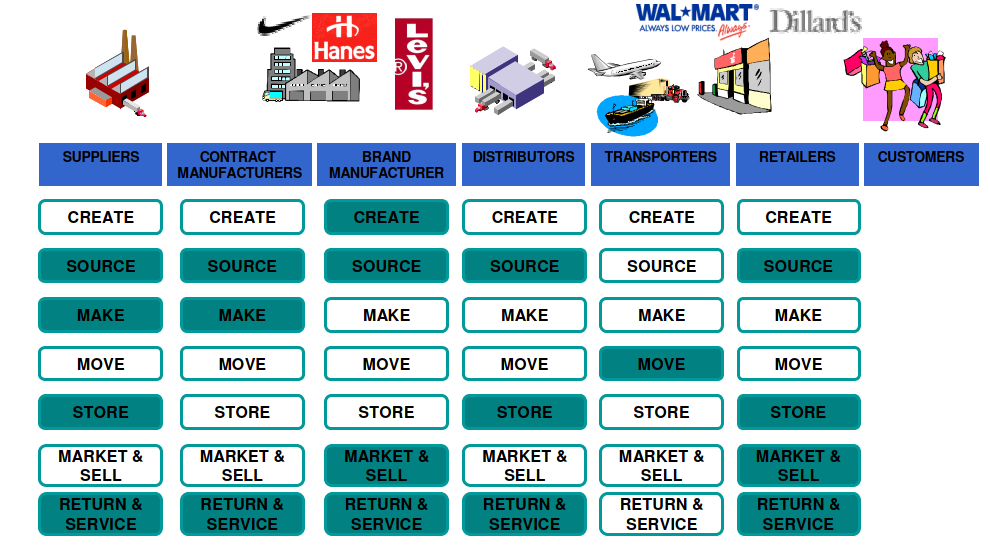 WAL★MART®
ALWAYS LOW PRICES. Always.
Dillard's
Hanes
LEVI'S
®
SUPPLIERS
CONTRACT
MANUFACTURERS
BRAND
MANUFACTURER
DISTRIBUTORS
TRANSPORTERS
RETAILERS
CUSTOMERS
CREATE
CREATE
CREATE
CREATE
CREATE
CREATE
SOURCE
SOURCE
SOURCE
SOURCE
SOURCE
SOURCE
MAKE
MAKE
MAKE
MAKE
MAKE
MAKE
MOVE
MOVE
MOVE
MOVE
MOVE
MOVE
STORE
STORE
STORE
STORE
STORE
STORE
MARKET &
SELL
MARKET &
SELL
MARKET &
SELL
MARKET &
SELL
MARKET &
SELL
MARKET &
SELL
RETURN &
SERVICE
RETURN &
SERVICE
RETURN &
SERVICE
RETURN &
SERVICE
RETURN &
SERVICE
RETURN &
SERVICE